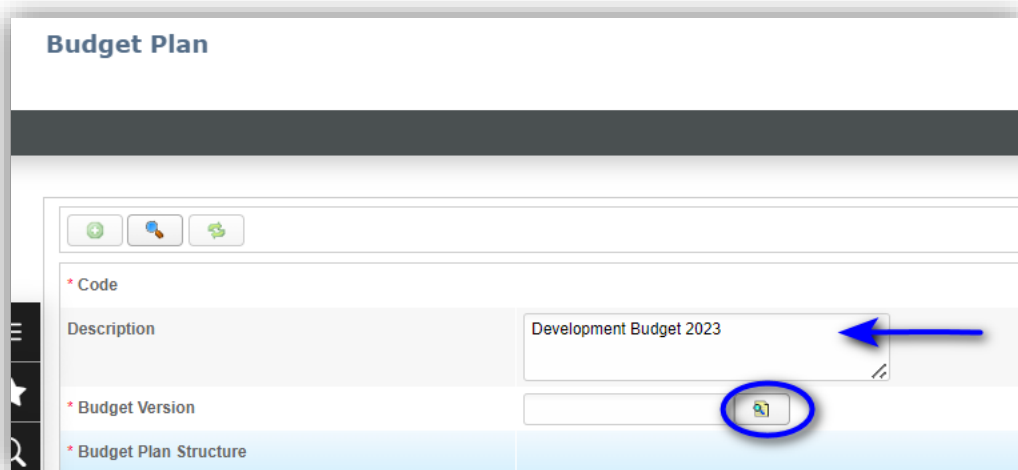 Budget Plan
* Code
Description
Development Budget 2023
* Budget Version
* Budget Plan Structure